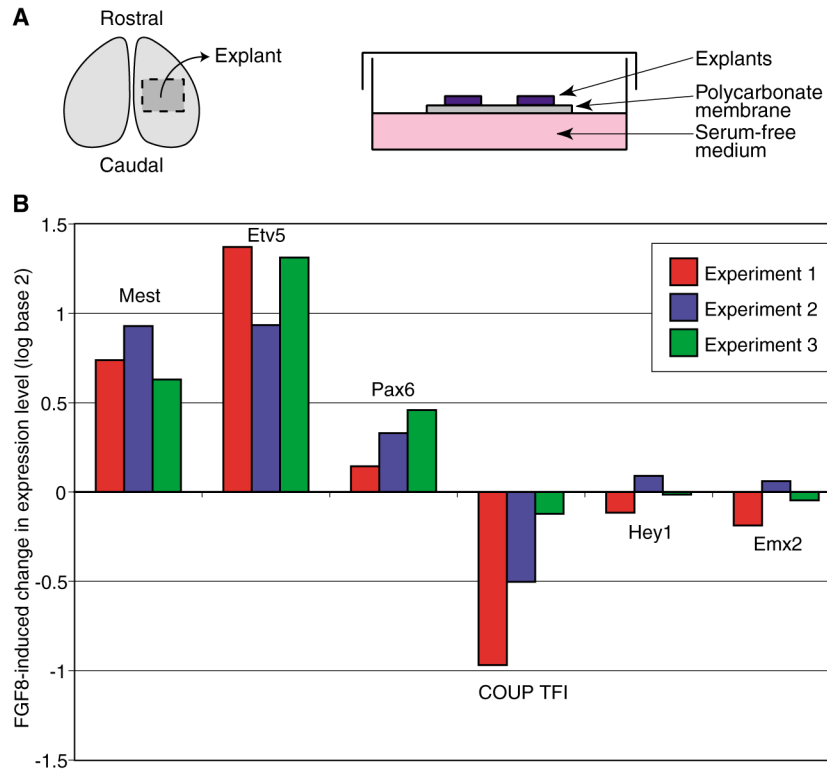 A
Rostral
Explant
Caudal
Explants
Polycarbonate
membrane
Serum-free
medium
B
FGF8-induced change in expression level (log base 2)
1.5
1
0.5
0
-0.5
-1
-1.5
Mest
Etv5
Pax6
COUP TFI
Hey1
Emx2
Experiment 1
Experiment 2
Experiment 3